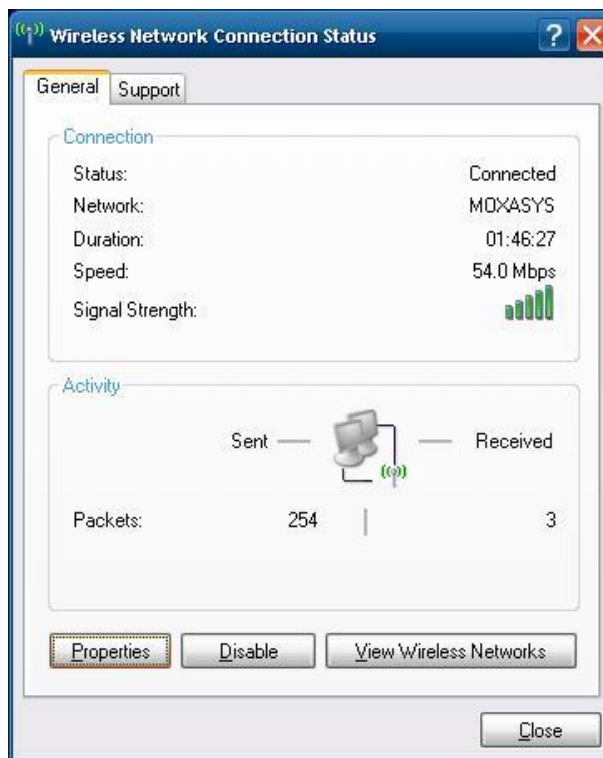 Wireless Network Connection Status
General Support
Connection
Status: Connected
Network: MOXASYS
Duration: 01:46:27
Speed: 54.0 Mbps
Signal Strength:
Activity
Sent Received
Packets: 254 3
Properties Disable View Wireless Networks
Close